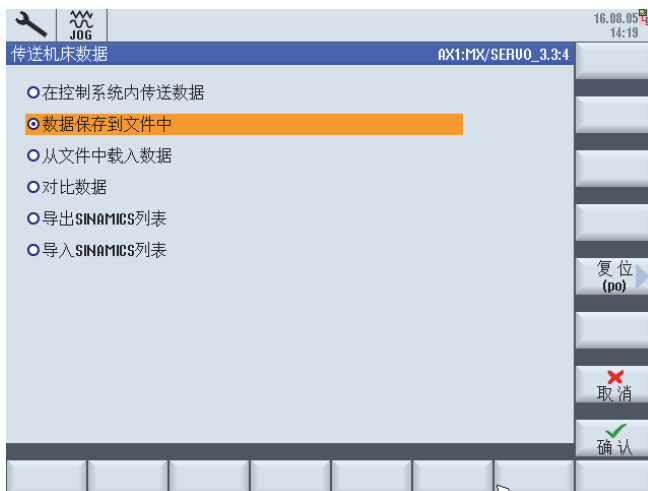 JOG
16.08.05
14:19
传送机床数据
AX1:MX/SERVO_3.3:4
在控制系统内传送数据
数据保存到文件中
从文件中载入数据
对比数据
导出SINAMICS列表
导入SINAMICS列表
复位
(po)
取消
确认